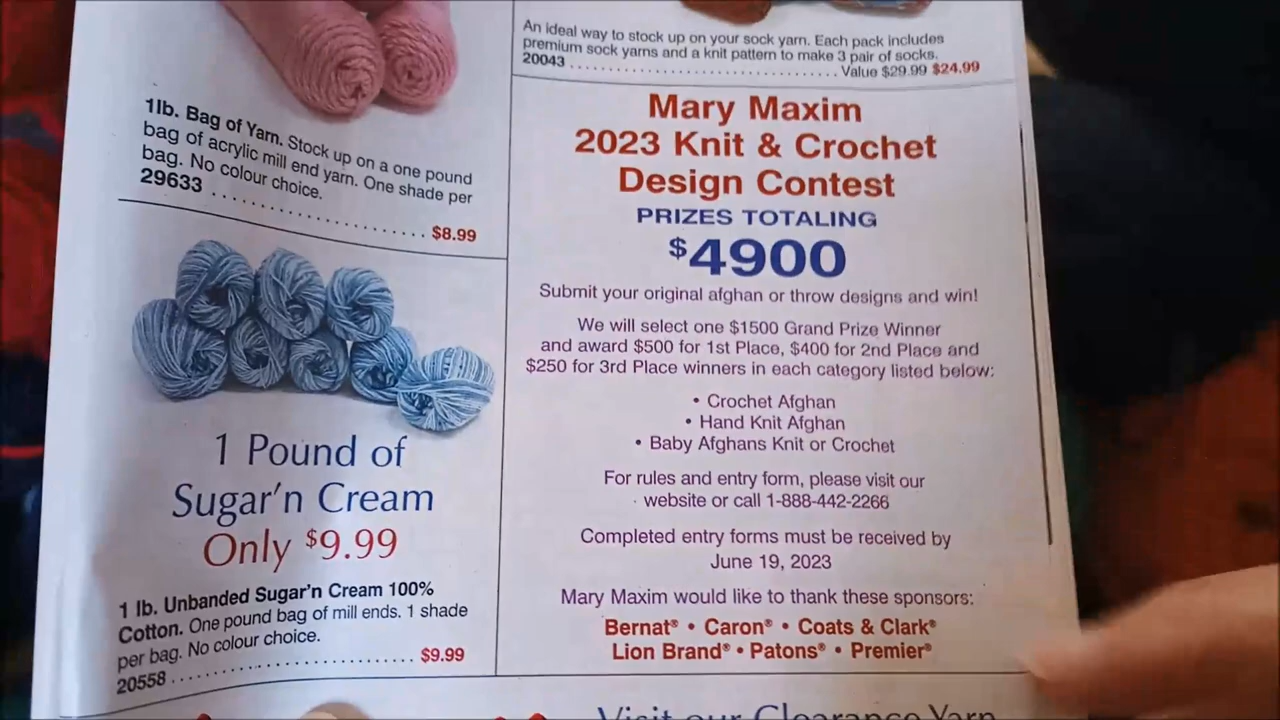 1lb. Bag of Yarn. Stock up on a one pound
bag of acrylic mill end yarn. One shade per
bag. No colour choice.
29633 .......................... $8.99
1 Pound of
Sugar'n Cream
Only $9.99
1 lb. Unbanded Sugar'n Cream 100%
Cotton. One pound bag of mill ends. 1 shade
per bag. No colour choice.
20558 .............................. $9.99
An ideal way to stock up on your sock yarn. Each pack includes
premium sock yarns and a knit pattern to make 3 pair of socks.
20043 .................................. Value $29.99 $24.99
Mary Maxim
2023 Knit & Crochet
Design Contest
PRIZES TOTALING
$4900
Submit your original afghan or throw designs and win!
We will select one $1500 Grand Prize Winner
and award $500 for 1st Place, $400 for 2nd Place and
$250 for 3rd Place winners in each category listed below:
• Crochet Afghan
• Hand Knit Afghan
• Baby Afghans Knit or Crochet
For rules and entry form, please visit our
website or call 1-888-442-2266
Completed entry forms must be received by
June 19, 2023
Mary Maxim would like to thank these sponsors:
Bernat® • Caron® • Coats & Clark®
Lion Brand® • Patons® • Premier®
Visit our Clearance Yarn